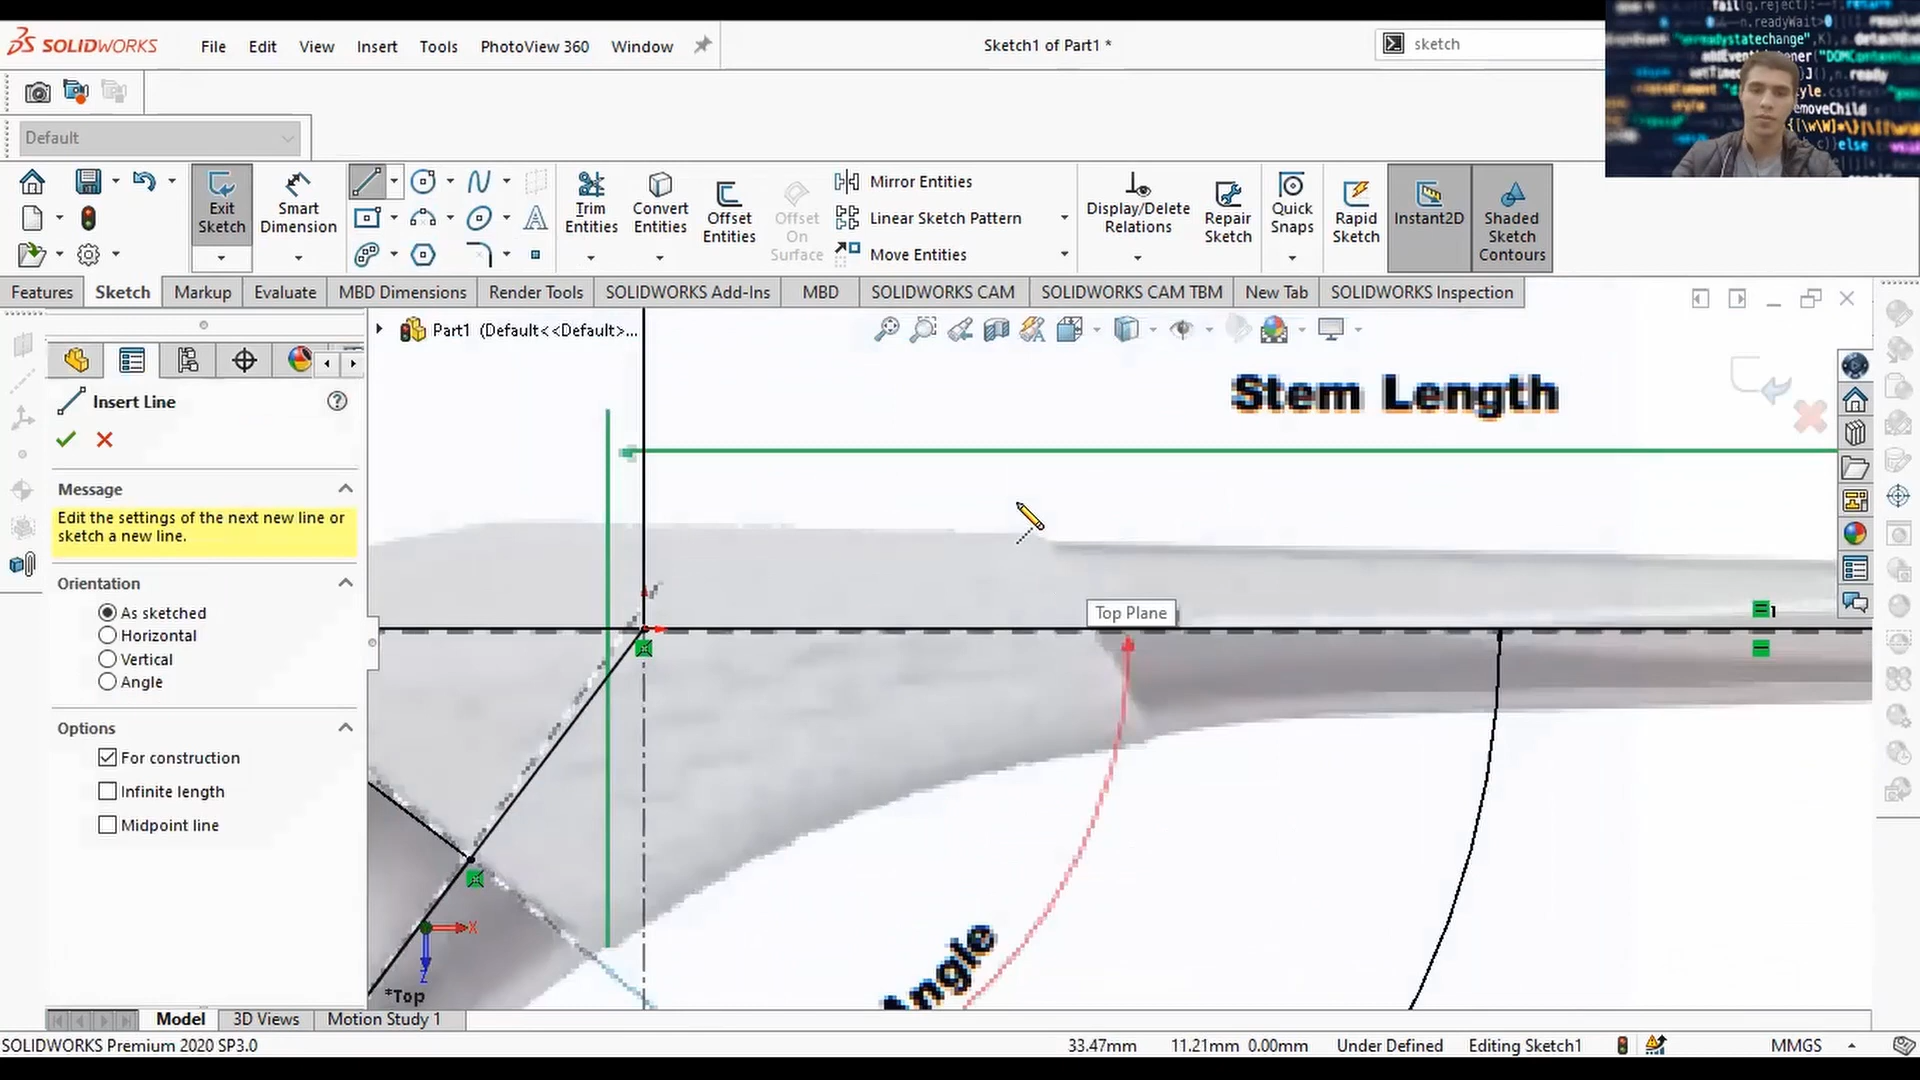 SOLIDWORKS
File Edit View Insert Tools PhotoView 360 Window
Sketch1 of Part1 *
sketch
Default
Exit Sketch
Smart Dimension
Trim Entities
Convert Entities
Offset Entities
Offset On Surface
Mirror Entities
Linear Sketch Pattern
Move Entities
Display/Delete Relations
Repair Sketch
Quick Snaps
Rapid Sketch
Instant2D
Shaded Sketch Contours
Features Sketch Markup Evaluate MBD Dimensions Render Tools SOLIDWORKS Add-Ins MBD SOLIDWORKS CAM SOLIDWORKS CAM TBM New Tab SOLIDWORKS Inspection
Part1 (Default<<Default>...
Insert Line
Message
Edit the settings of the next new line or
sketch a new line.
Orientation
As sketched
Horizontal
Vertical
Angle
Options
For construction
Infinite length
Midpoint line
Stem Length
Top Plane
1
Angle
X
Z
*Top
Model 3D Views Motion Study 1
SOLIDWORKS Premium 2020 SP3.0
33.47mm 11.21mm 0.00mm Under Defined Editing Sketch1 MMGS